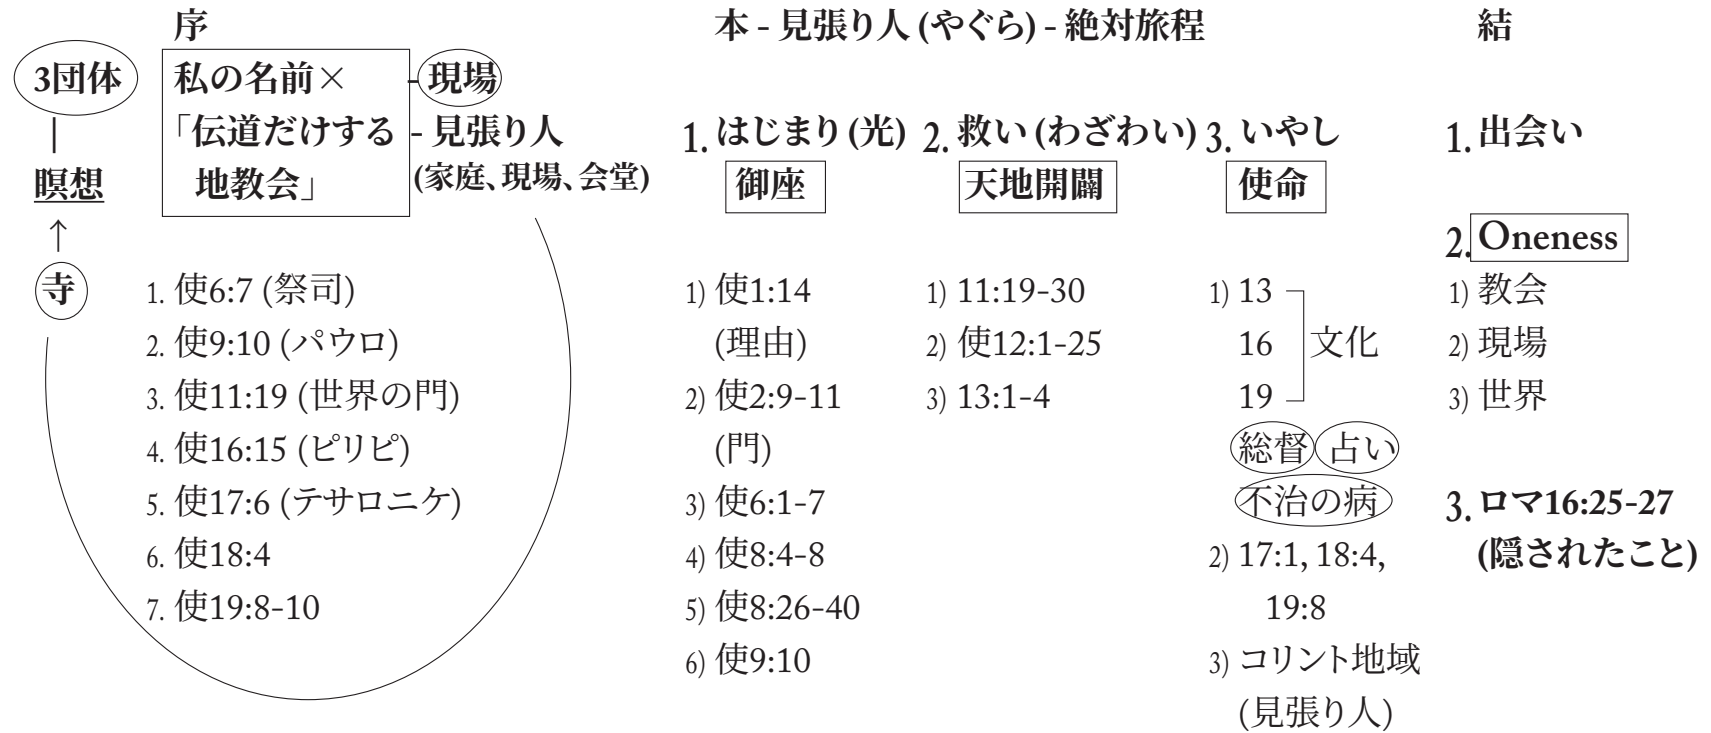 序
3団体
｜
瞑想
↑
寺
私の名前×
「伝道だけする
地教会」
- 現場
- 見張り人
(家庭、現場、会堂)
1. 使6:7 (祭司)
2. 使9:10 (パウロ)
3. 使11:19 (世界の門)
4. 使16:15 (ピリピ)
5. 使17:6 (テサロニケ)
6. 使18:4
7. 使19:8-10
本 - 見張り人 (やぐら) - 絶対旅程
1. はじまり (光)
御座
1) 使1:14
(理由)
2) 使2:9-11
(門)
3) 使6:1-7
4) 使8:4-8
5) 使8:26-40
6) 使9:10
2. 救い (わざわい)
天地開闢
1) 11:19-30
2) 使12:1-25
3) 13:1-4
3. いやし
使命
1) 13
16 文化
19
総督 占い
不治の病
2) 17:1, 18:4,
19:8
3) コリント地域
(見張り人)
結
1. 出会い
2. Oneness
1) 教会
2) 現場
3) 世界
3. ロマ16:25-27
(隠されたこと)